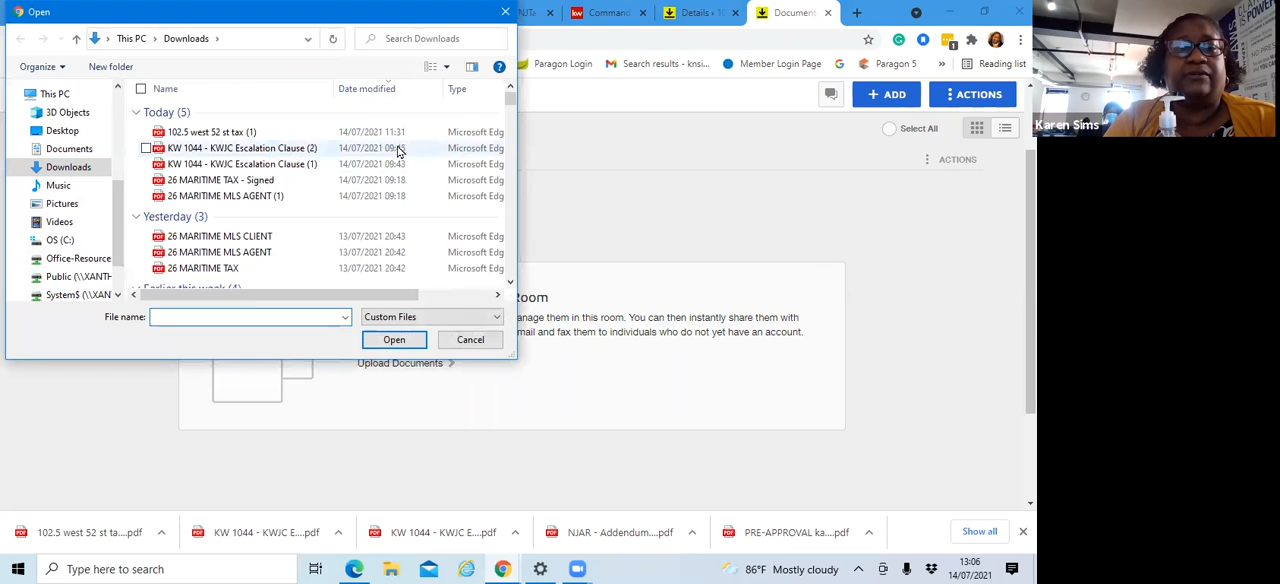 Open
NJTa
Command
Details › 1
Document
This PC › Downloads ›
Search Downloads
Organize
New folder
Paragon Login
Search results - knsi...
Member Login Page
Paragon 5
»
Reading list
Name
Date modified
Type
+ ADD
ACTIONS
Select All
ACTIONS
This PC
3D Objects
Desktop
Documents
Downloads
Music
Pictures
Videos
OS (C:)
Office-Resource
Public (\\XANTH
System$ (\\XAN
Today (5)
102.5 west 52 st tax (1) 14/07/2021 11:31 Microsoft Edg
KW 1044 - KWJC Escalation Clause (2) 14/07/2021 Microsoft Edg
KW 1044 - KWJC Escalation Clause (1) 14/07/2021 09:43 Microsoft Edg
26 MARITIME TAX - Signed 14/07/2021 09:18 Microsoft Edg
26 MARITIME MLS AGENT (1) 14/07/2021 09:18 Microsoft Edg
Yesterday (3)
26 MARITIME MLS CLIENT 13/07/2021 20:43 Microsoft Edg
26 MARITIME MLS AGENT 13/07/2021 20:42 Microsoft Edg
26 MARITIME TAX 13/07/2021 20:42 Microsoft Edg
Earlier this week (4)
File name:
Custom Files
Open
Cancel
Room
anage them in this room. You can then instantly share them with
mail and fax them to individuals who do not yet have an account.
Upload Documents
Karen Sims
POWER
102.5 west 52 st ta....pdf
KW 1044 - KWJC E....pdf
KW 1044 - KWJC E....pdf
NJAR - Addendum....pdf
PRE-APPROVAL ka....pdf
Show all
Type here to search
86°F Mostly cloudy
13:06
14/07/2021